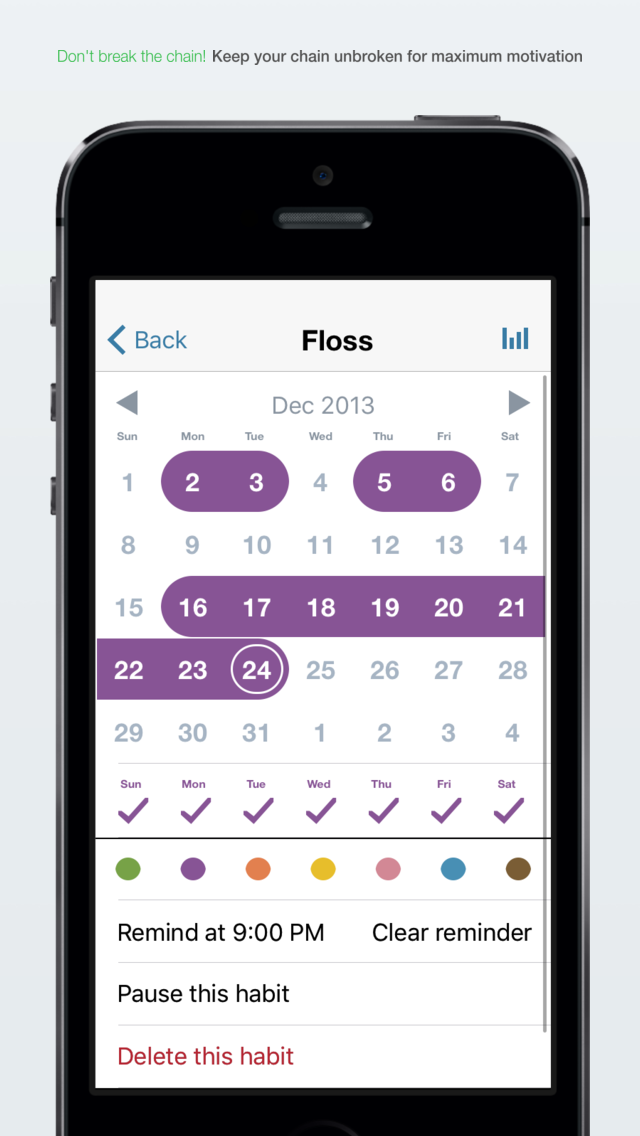 Don't break the chain! Keep your chain unbroken for maximum motivation
Back Floss
Dec 2013
Sun Mon Tue Wed Thu Fri Sat
1 2 3 4 5 6 7
8 9 10 11 12 13 14
15 16 17 18 19 20 21
22 23 24 25 26 27 28
29 30 31 1 2 3 4
Sun Mon Tue Wed Thu Fri Sat
Remind at 9:00 PM Clear reminder
Pause this habit
Delete this habit